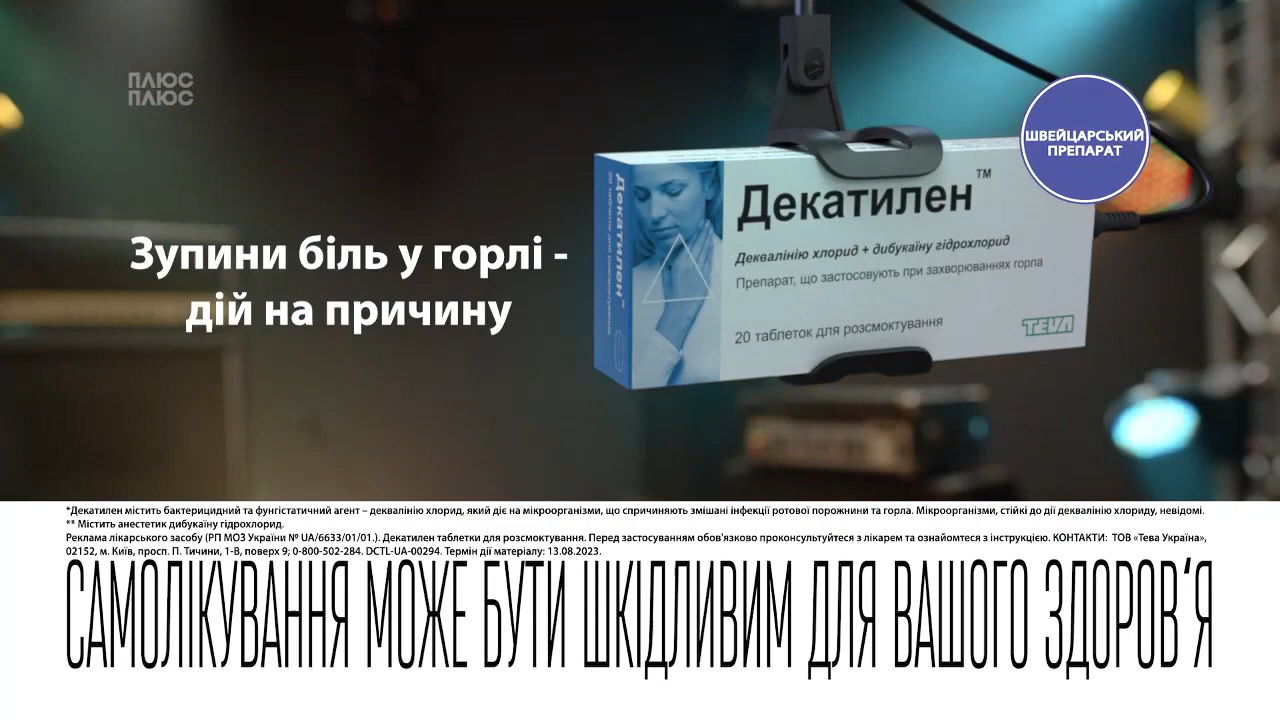 ПЛЮС
ПЛЮС
ШВЕЙЦАРСЬКИЙ
ПРЕПАРАТ
Зупини біль у горлі -
дій на причину
Декатилен
20 таблеток для розсмоктування
Декатилен™
Деквалінію хлорид + дибукаїну гідрохлорид
Препарат, що застосовують при захворюваннях горла
20 таблеток для розсмоктування
TEVA
*Декатилен містить бактерицидний та фунгістатичний агент – деквалінію хлорид, який діє на мікроорганізми, що спричиняють змішані інфекції ротової порожнини та горла. Мікроорганізми, стійкі до дії деквалінію хлориду, невідомі.
** Містить анестетик дибукаїну гідрохлорид.
Реклама лікарського засобу (РП МОЗ України № UA/6633/01/01.). Декатилен таблетки для розсмоктування. Перед застосуванням обов'язково проконсультуйтеся з лікарем та ознайомтеся з інструкцією. КОНТАКТИ: ТОВ «Тева Україна»,
02152, м. Київ, просп. П. Тичини, 1-В, поверх 9; 0-800-502-284. DCTL-UA-00294. Термін дії матеріалу: 13.08.2023.
САМОЛІКУВАННЯ МОЖЕ БУТИ ШКІДЛИВИМ ДЛЯ ВАШОГО ЗДОРОВ‘Я